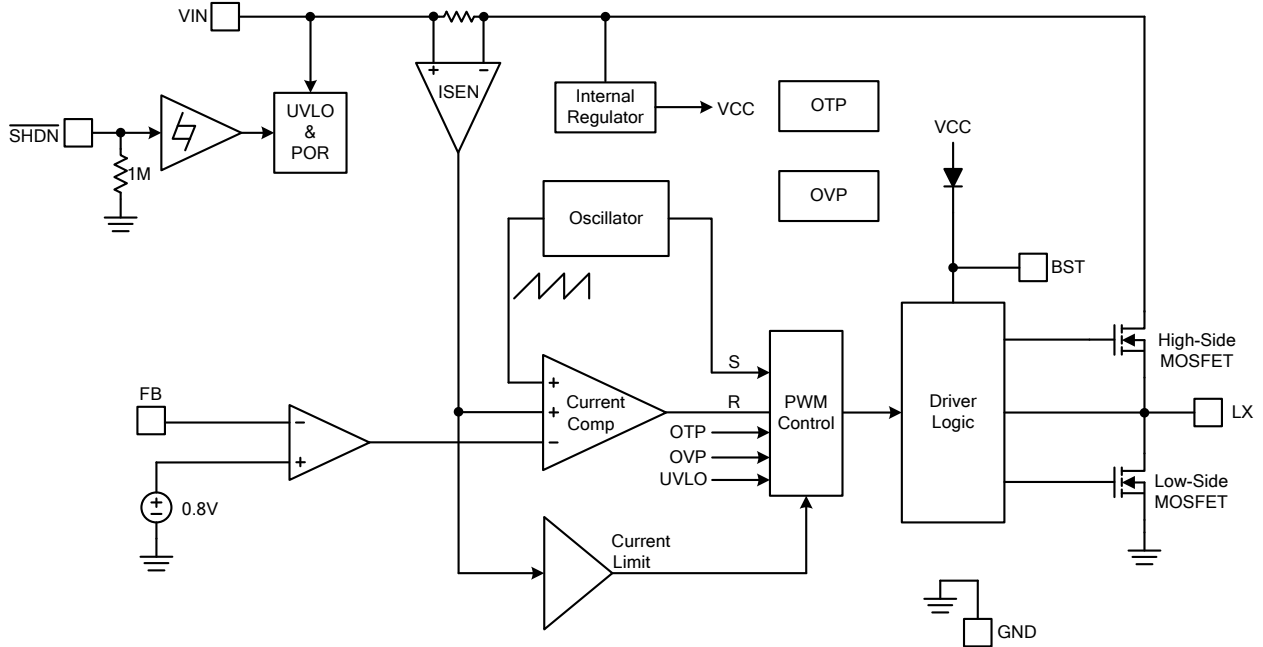 VIN
+ −
ISEN
Internal
Regulator
VCC
OTP
SHDN
1M
UVLO
&
POR
VCC
Oscillator
OVP
BST
High-Side
MOSFET
S
FB
+
+
−
Current
Comp
R
PWM
Control
Driver
Logic
LX
−
+
OTP
OVP
UVLO
Low-Side
MOSFET
+
−
0.8V
Current
Limit
GND